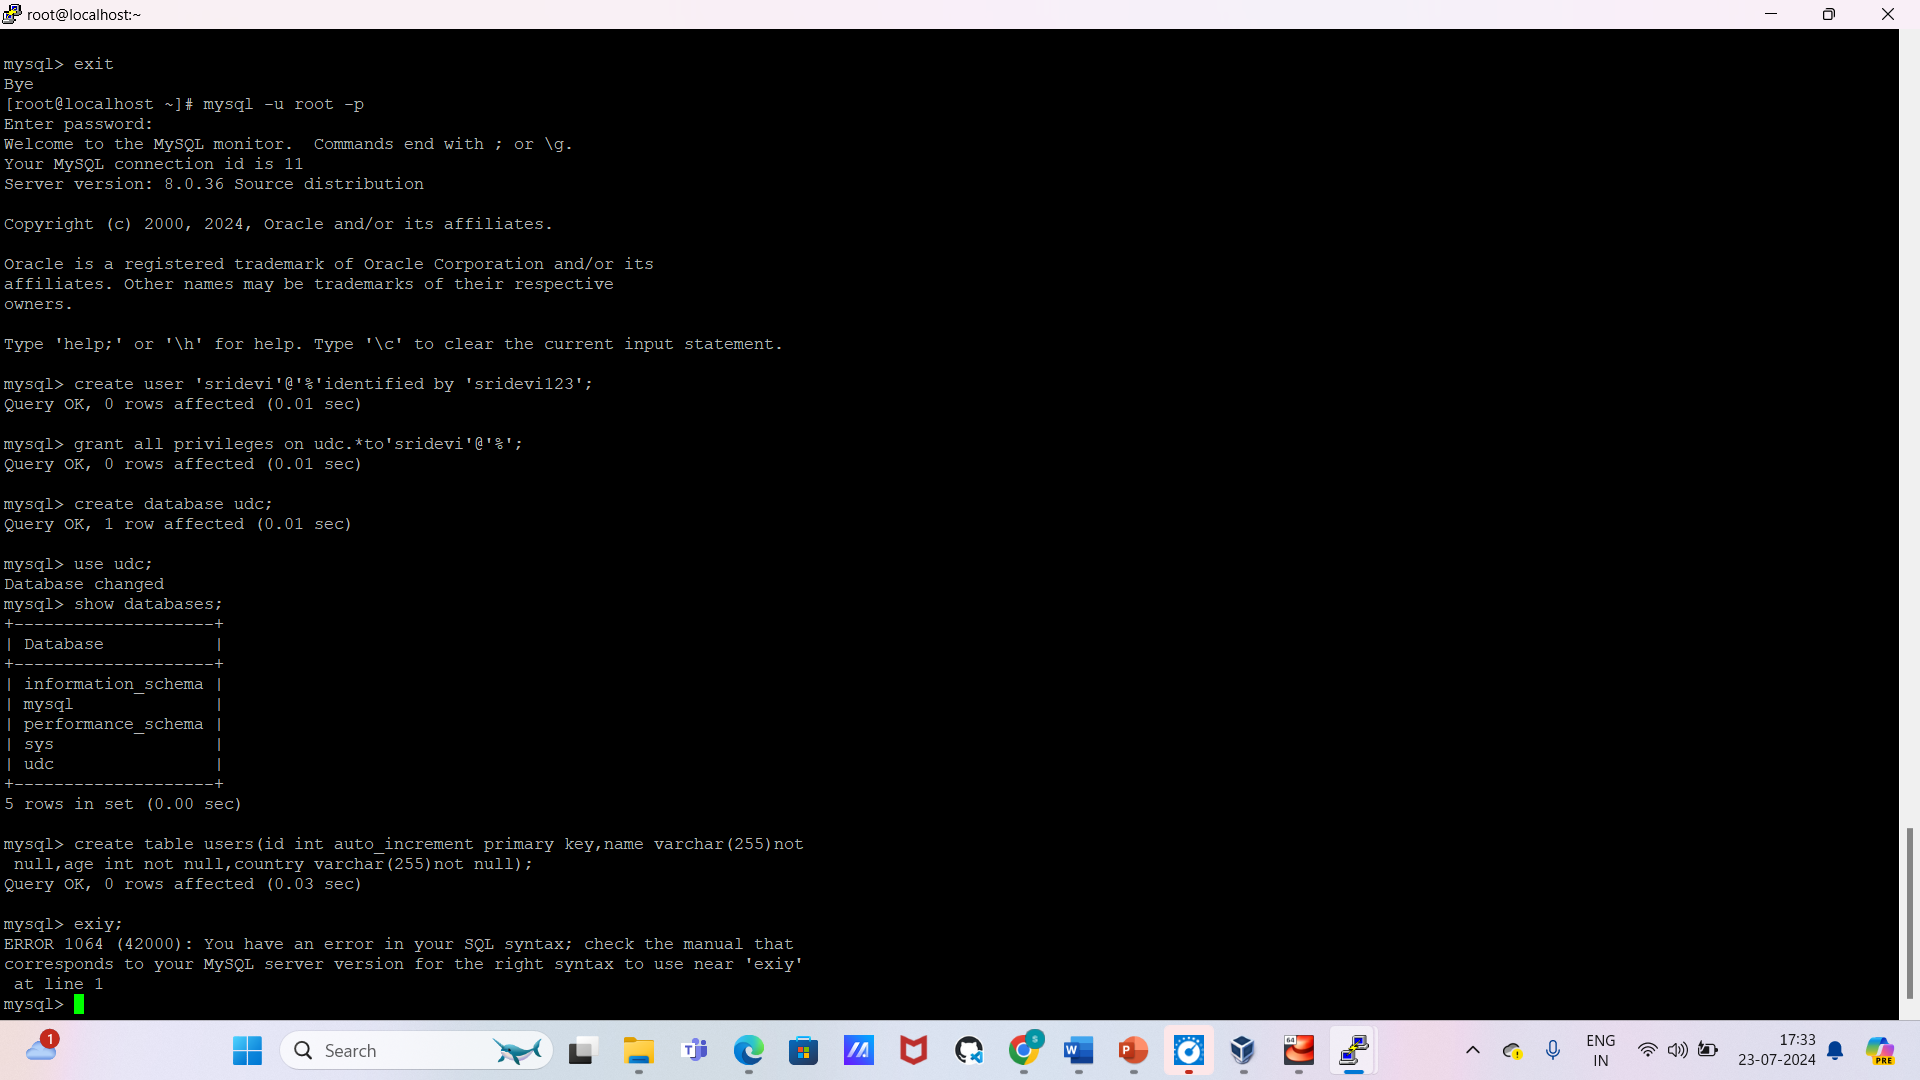 root@localhost:~
mysql> exit
Bye
[root@localhost ~]# mysql -u root -p
Enter password:
Welcome to the MySQL monitor.  Commands end with ; or \g.
Your MySQL connection id is 11
Server version: 8.0.36 Source distribution
Copyright (c) 2000, 2024, Oracle and/or its affiliates.
Oracle is a registered trademark of Oracle Corporation and/or its
affiliates. Other names may be trademarks of their respective
owners.
Type 'help;' or '\h' for help. Type '\c' to clear the current input statement.
mysql> create user 'sridevi'@'%'identified by 'sridevi123';
Query OK, 0 rows affected (0.01 sec)
mysql> grant all privileges on udc.*to'sridevi'@'%';
Query OK, 0 rows affected (0.01 sec)
mysql> create database udc;
Query OK, 1 row affected (0.01 sec)
mysql> use udc;
Database changed
mysql> show databases;
+--------------------+
| Database           |
+--------------------+
| information_schema |
| mysql              |
| performance_schema |
| sys                |
| udc                |
+--------------------+
5 rows in set (0.00 sec)
mysql> create table users(id int auto_increment primary key,name varchar(255)not
 null,age int not null,country varchar(255)not null);
Query OK, 0 rows affected (0.03 sec)
mysql> exiy;
ERROR 1064 (42000): You have an error in your SQL syntax; check the manual that
corresponds to your MySQL server version for the right syntax to use near 'exiy'
 at line 1
mysql>
1
Search
S
W
P
64
ENG
IN
17:33
23-07-2024
PRE